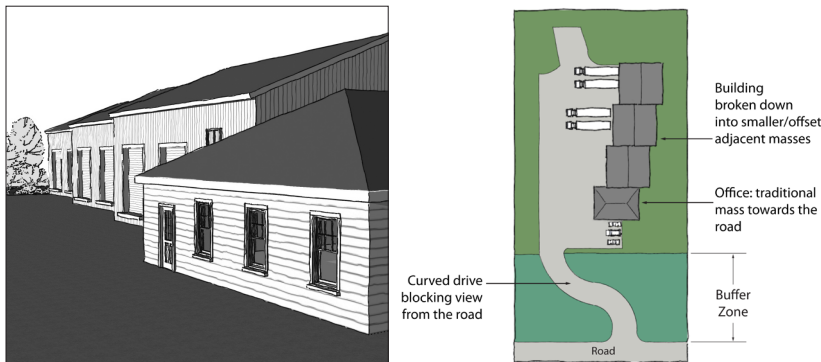 Building
broken down
into smaller/offset
adjacent masses
Office: traditional
mass towards the
road
Curved drive
blocking view
from the road
Buffer
Zone
Road